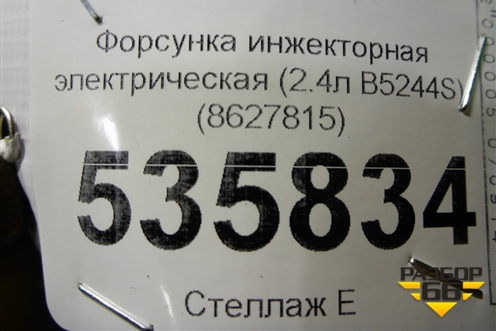 Форсунка инжекторная
электрическая (2.4л B5244S)
(8627815)
535834
Стеллаж Е
РАЗБОР
66